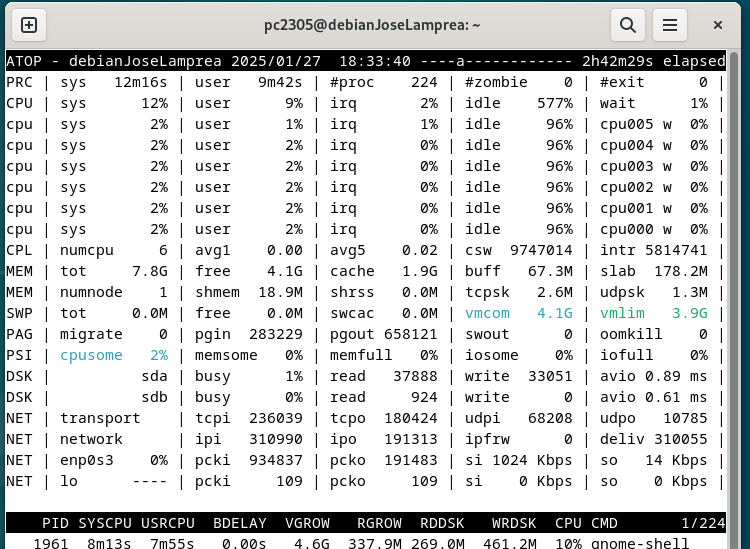 pc2305@debianJoseLamprea: ~
ATOP - debianJoseLamprea 2025/01/27  18:33:40 ----a------------ 2h42m29s elapsed
PRC | sys   12m16s | user   9m42s | #proc    224 | #zombie    0 | #exit      0 |
CPU | sys      12% | user      9% | irq       2% | idle    577% | wait      1% |
cpu | sys       2% | user      1% | irq       1% | idle     96% | cpu005 w  0% |
cpu | sys       2% | user      2% | irq       0% | idle     96% | cpu004 w  0% |
cpu | sys       2% | user      2% | irq       0% | idle     96% | cpu003 w  0% |
cpu | sys       2% | user      2% | irq       0% | idle     96% | cpu002 w  0% |
cpu | sys       2% | user      2% | irq       0% | idle     96% | cpu001 w  0% |
cpu | sys       2% | user      2% | irq       0% | idle     96% | cpu000 w  0% |
CPL | numcpu     6 | avg1    0.00 | avg5    0.02 | csw  9747014 | intr 5814741 |
MEM | tot     7.8G | free    4.1G | cache   1.9G | buff   67.3M | slab  178.2M |
MEM | numnode    1 | shmem  18.9M | shrss   0.0M | tcpsk   2.6M | udpsk   1.3M |
SWP | tot     0.0M | free    0.0M | swcac   0.0M | vmcom   4.1G | vmlim   3.9G |
PAG | migrate    0 | pgin  283229 | pgout 658121 | swout      0 | oomkill    0 |
PSI | cpusome   2% | memsome   0% | memfull   0% | iosome    0% | iofull    0% |
DSK |          sda | busy      1% | read   37888 | write  33051 | avio 0.89 ms |
DSK |          sdb | busy      0% | read     924 | write      0 | avio 0.61 ms |
NET | transport    | tcpi  236039 | tcpo  180424 | udpi   68208 | udpo   10785 |
NET | network      | ipi   310990 | ipo   191313 | ipfrw      0 | deliv 310055 |
NET | enp0s3    0% | pcki  934837 | pcko  191483 | si 1024 Kbps | so   14 Kbps |
NET | lo      ---- | pcki     109 | pcko     109 | si    0 Kbps | so    0 Kbps |
    PID SYSCPU USRCPU  BDELAY  VGROW   RGROW  RDDSK   WRDSK  CPU CMD       1/224
   1961  8m13s  7m55s   0.00s   4.6G  337.9M 269.0M  461.2M  10% gnome-shell